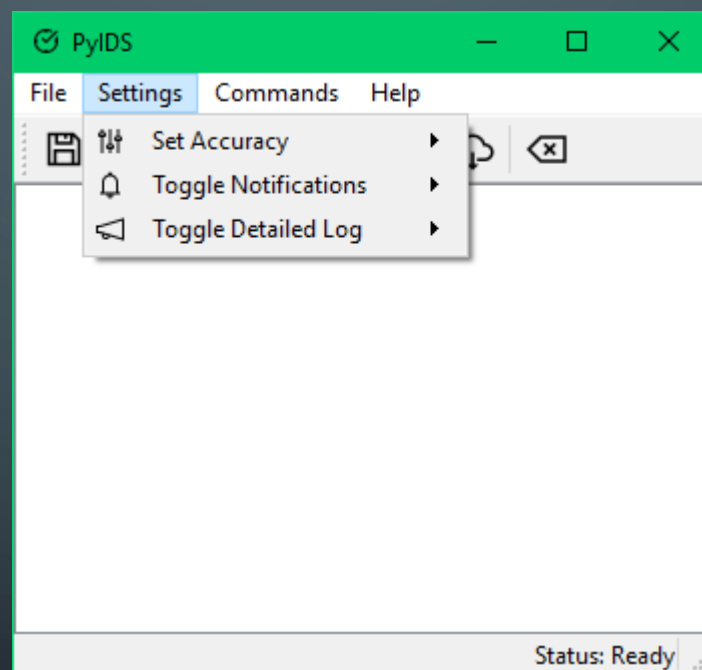 PyIDS
File Settings Commands Help
Set Accuracy
Toggle Notifications
Toggle Detailed Log
Status: Ready